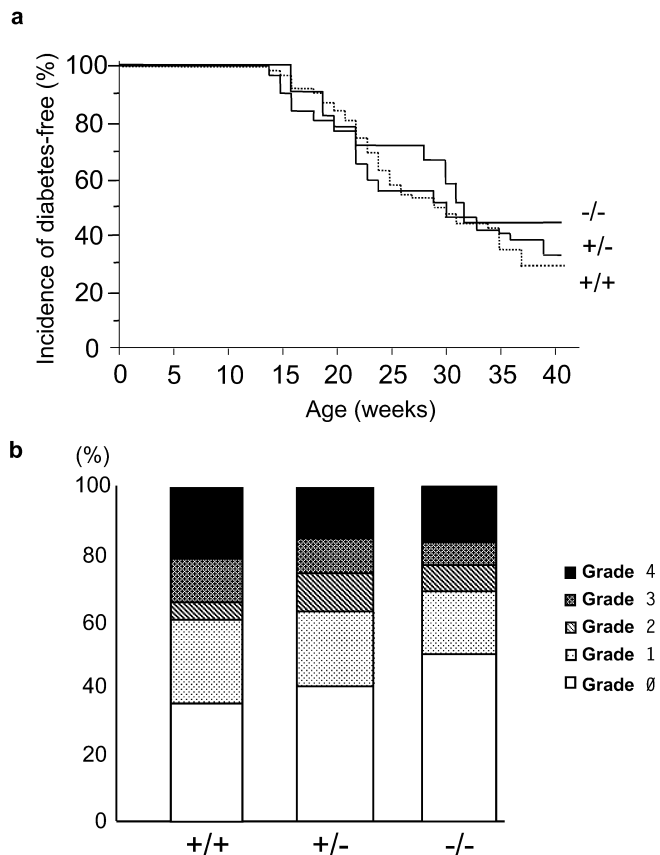 a
Incidence of diabetes-free (%)
100
80
60
40
20
0
0 5 10 15 20 25 30 35 40
Age (weeks)
-/-
+/-
+/+
b
(%)
100
80
60
40
20
0
+/+ +/- -/-
Grade 4
Grade 3
Grade 2
Grade 1
Grade 0